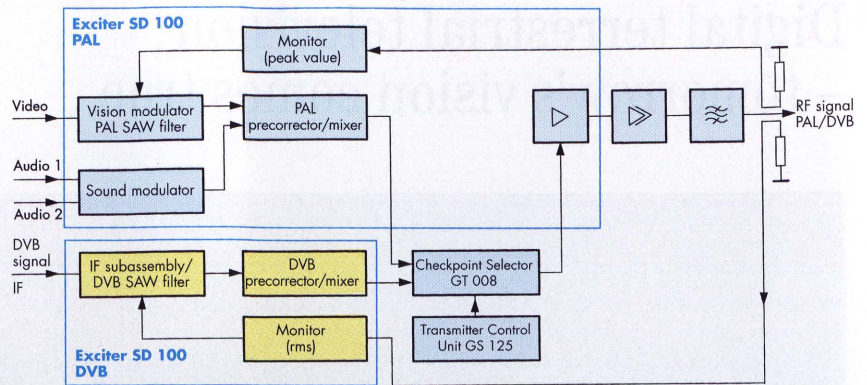 Exciter SD 100
PAL
Monitor
(peak value)
Video
Vision modulator
PAL SAW filter
PAL
precorrector/mixer
RF signal
PAL/DVB
Audio 1
Sound modulator
Audio 2
DVB
signal
IF
IF subassembly/
DVB SAW filter
DVB
precorrector/mixer
Checkpoint Selector
GT 008
Monitor
(rms)
Transmitter Control
Unit GS 125
Exciter SD 100
DVB